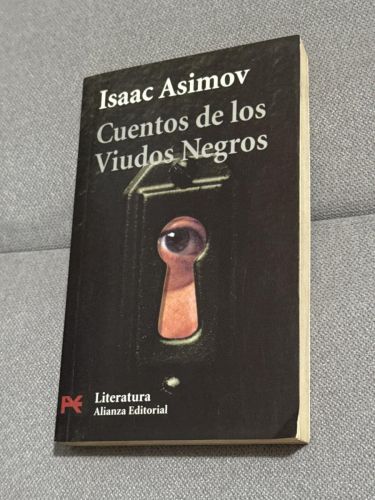 Isaac Asimov
Cuentos de los
Viudos Negros
Literatura
Alianza Editorial